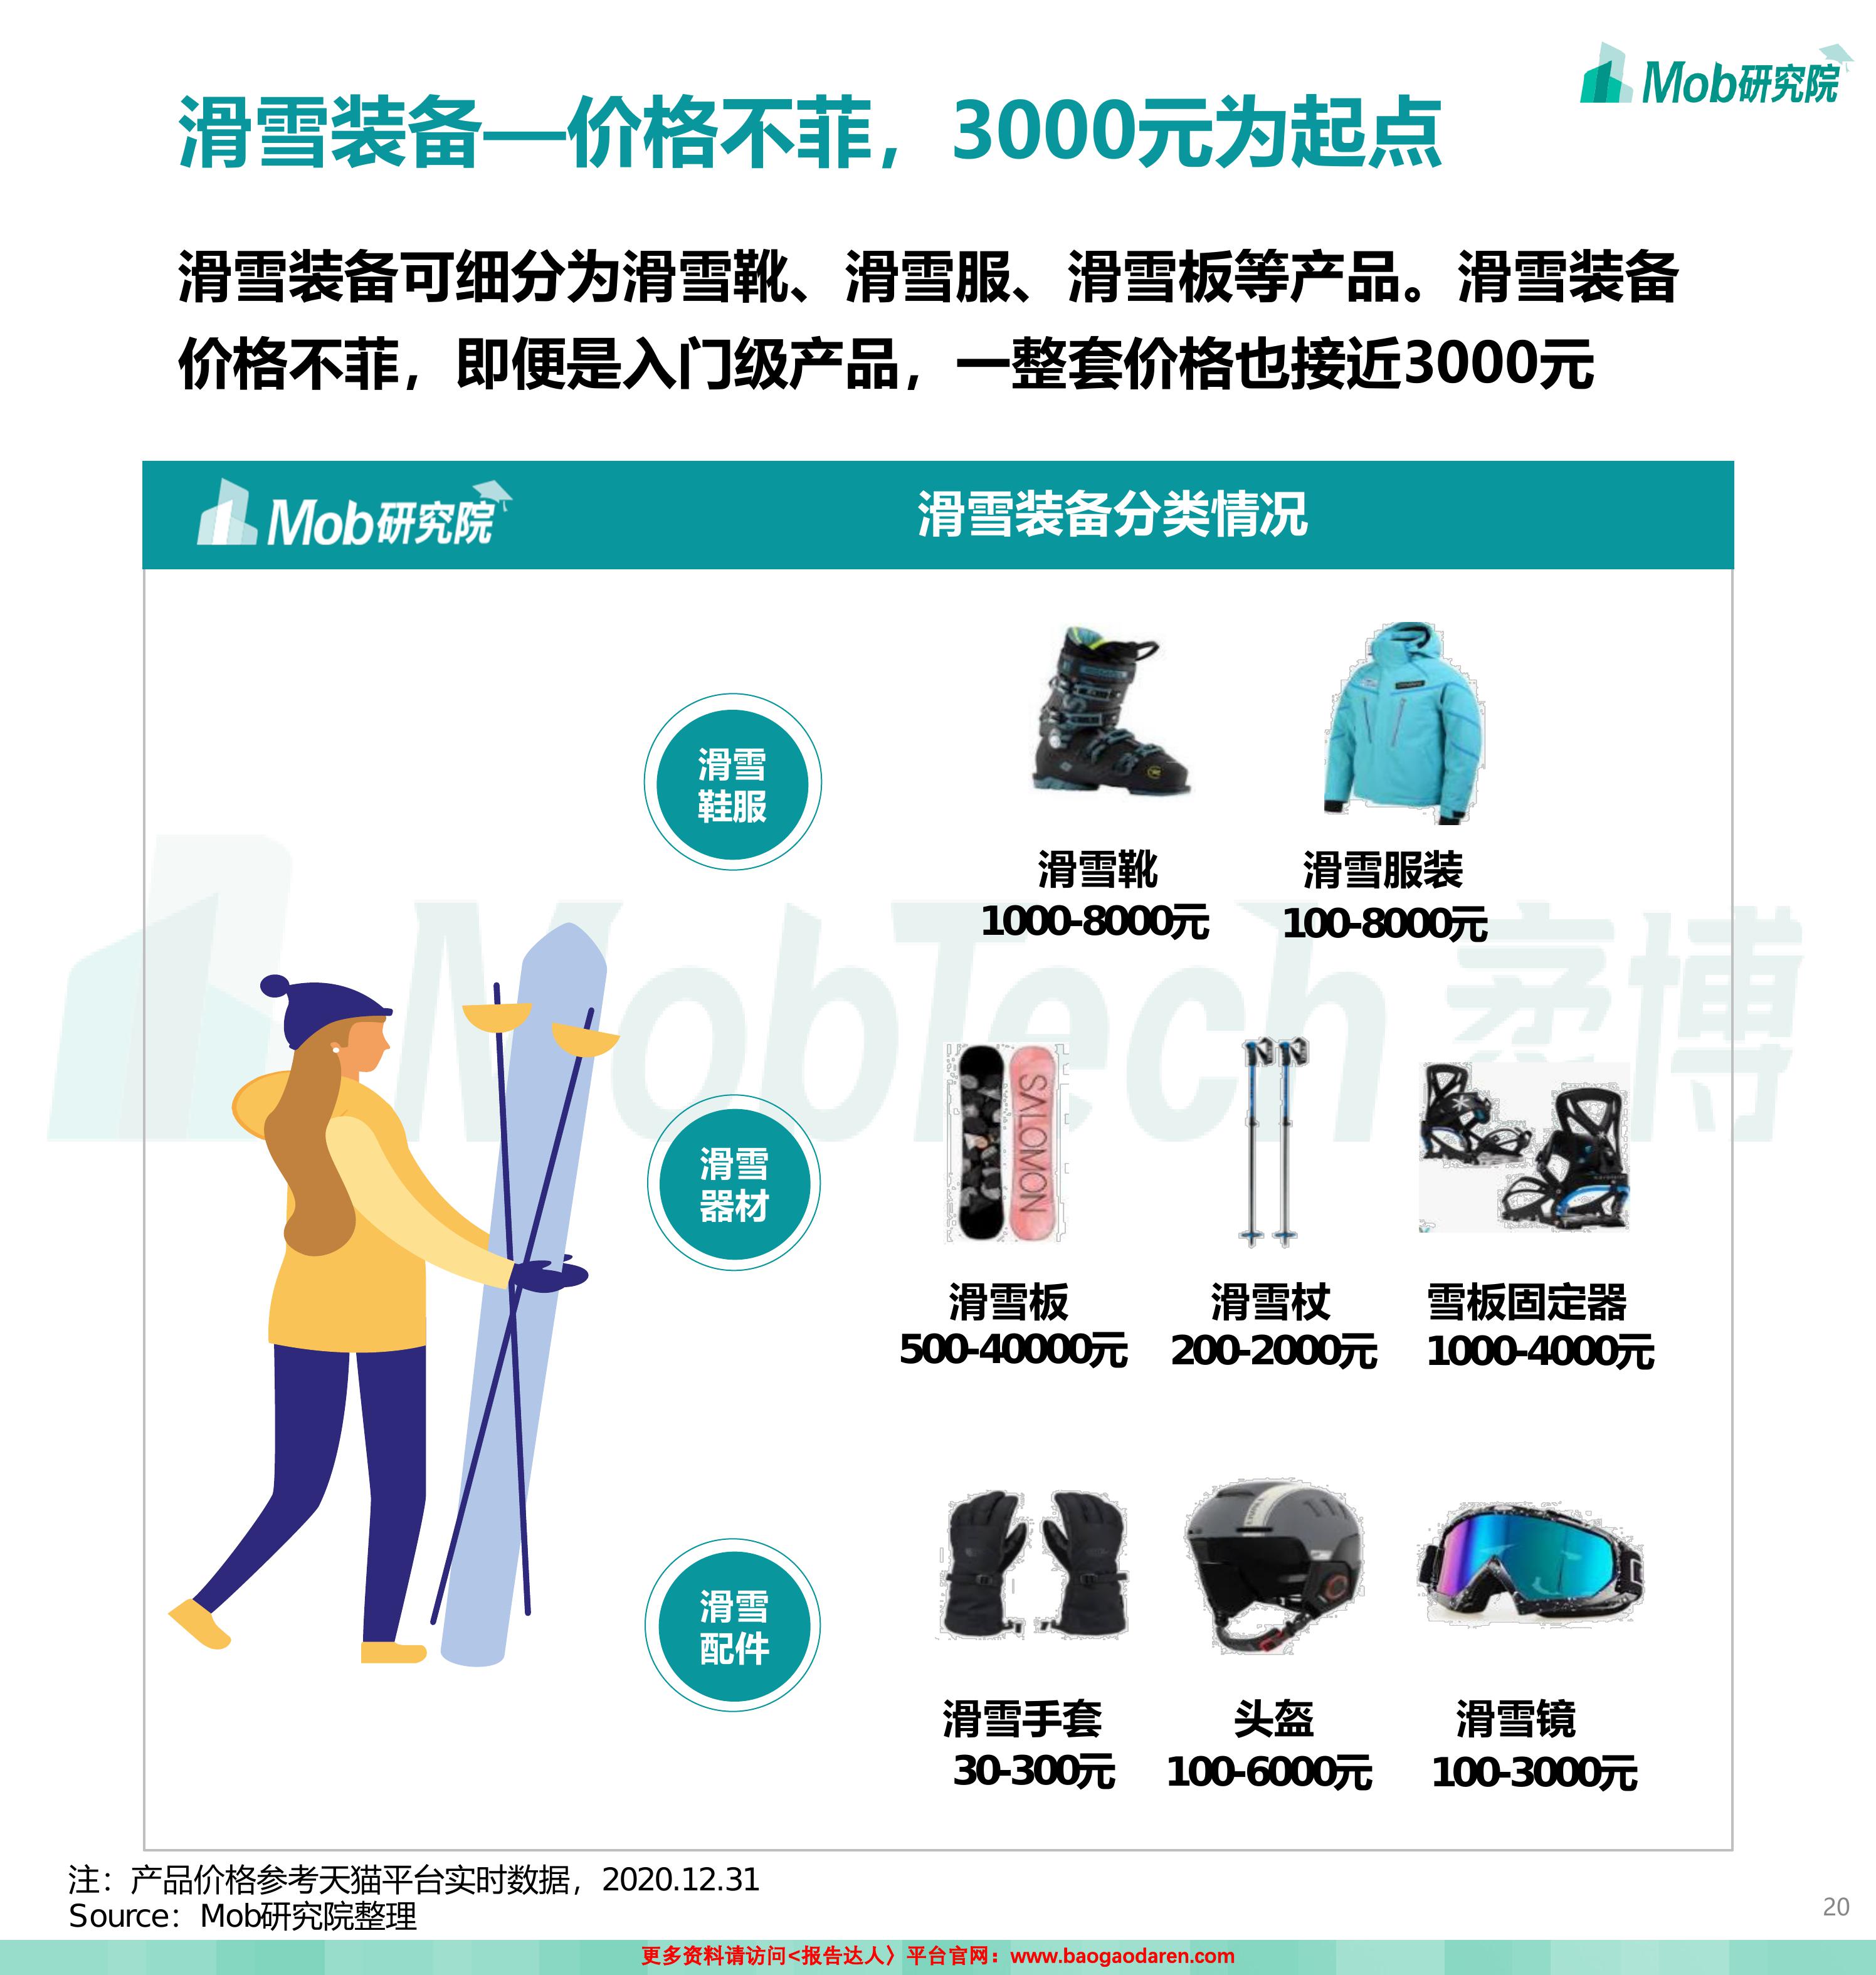 Mob研究院
滑雪装备—价格不菲，3000元为起点
滑雪装备可细分为滑雪靴、滑雪服、滑雪板等产品。滑雪装备
价格不菲，即便是入门级产品，一整套价格也接近3000元
Mob研究院
滑雪装备分类情况
滑雪
鞋服
滑雪靴
1000-8000元
滑雪服装
100-8000元
MobTech 袤博
滑雪
器材
SALOMON
滑雪板
500-40000元
滑雪杖
200-2000元
雪板固定器
1000-4000元
滑雪
配件
滑雪手套
30-300元
头盔
100-6000元
滑雪镜
100-3000元
注：产品价格参考天猫平台实时数据，2020.12.31
Source：Mob研究院整理
20
更多资料请访问<报告达人〉平台官网：www.baogaodaren.com